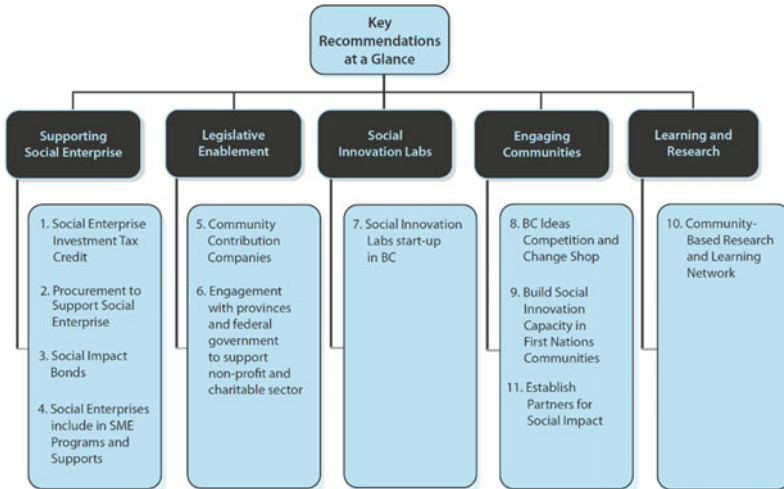 Key
Recommendations
at a Glance
Supporting
Social Enterprise
Legislative
Enablement
Social
Innovation Labs
Engaging
Communities
Learning and
Research
1. Social Enterprise
Investment Tax
Credit
2. Procurement to
Support Social
Enterprise
3. Social Impact
Bonds
4. Social Enterprises
include in SME
Programs and
Supports
5. Community
Contribution
Companies
6. Engagement
with provinces
and federal
government
to support
non-profit and
charitable sector
7. Social Innovation
Labs start-up
in BC
8. BC Ideas
Competition and
Change Shop
9. Build Social
Innovation
Capacity in
First Nations
Communities
11. Establish
Partners for
Social Impact
10. Community-
Based Research
and Learning
Network